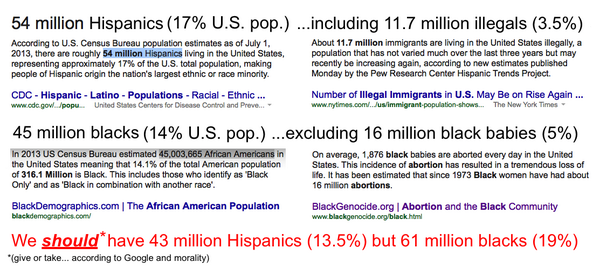 54 million Hispanics (17% U.S. pop.) ...including 11.7 million illegals (3.5%)
According to U.S. Census Bureau population estimates as of July 1,
2013, there are roughly 54 million Hispanics living in the United States,
representing approximately 17% of the U.S. total population, making
people of Hispanic origin the nation's largest ethnic or race minority.
CDC - Hispanic - Latino - Populations - Racial - Ethnic ...
www.cdc.gov/.../popu... United States Centers for Disease Control and Preve...
About 11.7 million immigrants are living in the United States illegally, a
population that has not varied much over the last three years but may
recently be increasing again, according to new estimates published
Monday by the Pew Research Center Hispanic Trends Project.
Number of Illegal Immigrants in U.S. May Be on Rise Again ...
www.nytimes.com/.../us/immigrant-population-shows... The New York Times
45 million blacks (14% U.S. pop.) ...excluding 16 million black babies (5%)
In 2013 US Census Bureau estimated 45,003,665 African Americans in
the United States meaning that 14.1% of the total American population
of 316.1 Million is Black. This includes those who identify as 'Black
Only' and as 'Black in combination with another race'.
BlackDemographics.com | The African American Population
blackdemographics.com/
On average, 1,876 black babies are aborted every day in the United
States. This incidence of abortion has resulted in a tremendous loss of
life. It has been estimated that since 1973 Black women have had about
16 million abortions.
BlackGenocide.org | Abortion and the Black Community
www.blackgenocide.org/black.html
We should* have 43 million Hispanics (13.5%) but 61 million blacks (19%)
*(give or take... according to Google and morality)